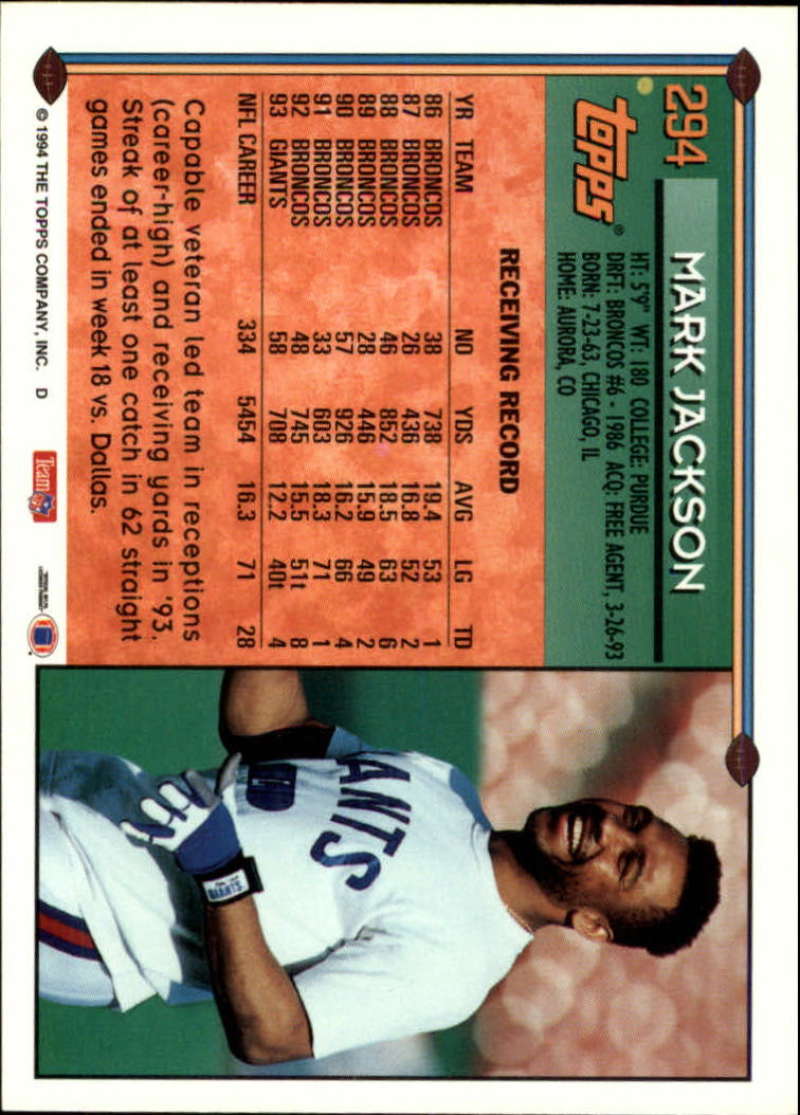 294
MARK JACKSON
topps®
HT: 5'9" WT: 180 COLLEGE: PURDUE
DRFT: BRONCOS #6 - 1986 ACQ: FREE AGENT, 3-26-93
BORN: 7-23-63, CHICAGO, IL
HOME: AURORA, CO
RECEIVING RECORD
YR TEAM NO YDS AVG LG TD
86 BRONCOS 38 738 19.4 53 1
87 BRONCOS 26 436 16.8 52 2
88 BRONCOS 46 852 18.5 63 6
89 BRONCOS 28 446 15.9 49 2
90 BRONCOS 57 926 16.2 66 4
91 BRONCOS 33 603 18.3 71 1
92 BRONCOS 48 745 15.5 51t 8
93 GIANTS 58 708 12.2 40t 4
NFL CAREER 334 5454 16.3 71 28
Capable veteran led team in receptions
(career-high) and receiving yards in '93.
Streak of at least one catch in 62 straight
games ended in week 18 vs. Dallas.
© 1994 THE TOPPS COMPANY, INC. D
Team
ANTS
GIANTS